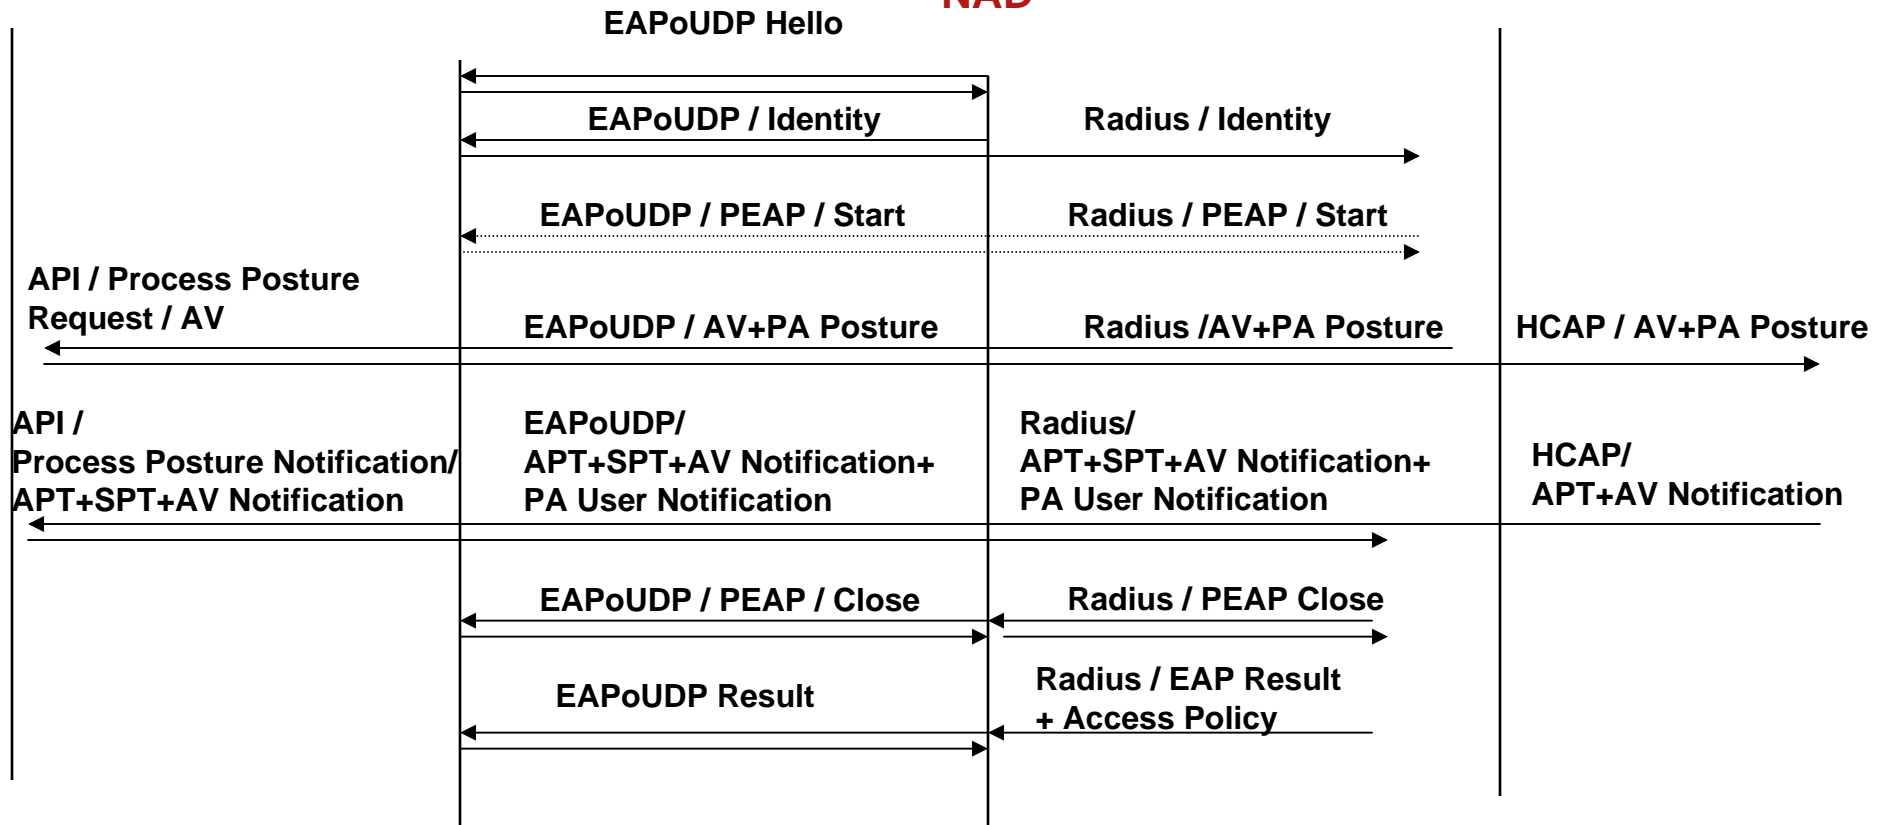 NAD
EAPoUDP Hello
EAPoUDP / Identity
Radius / Identity
EAPoUDP / PEAP / Start
Radius / PEAP / Start
API / Process Posture
Request / AV
EAPoUDP / AV+PA Posture
Radius /AV+PA Posture
HCAP / AV+PA Posture
API /
Process Posture Notification/
APT+SPT+AV Notification
EAPoUDP/
APT+SPT+AV Notification+
PA User Notification
Radius/
APT+SPT+AV Notification+
PA User Notification
HCAP/
APT+AV Notification
EAPoUDP / PEAP / Close
Radius / PEAP Close
EAPoUDP Result
Radius / EAP Result
+ Access Policy